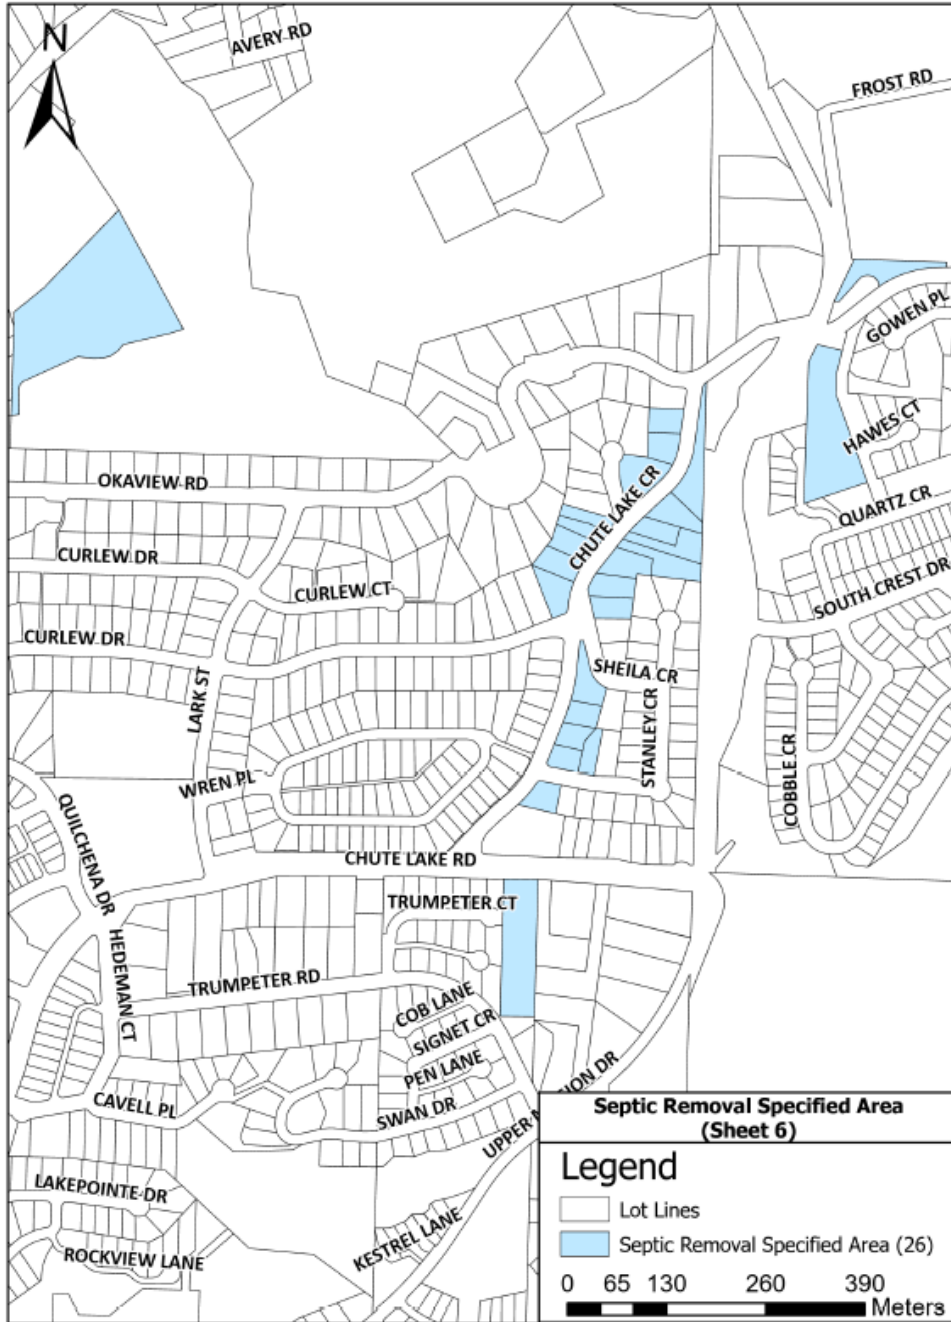 N
AVERY RD
FROST RD
GOWEN PL
HAWES CT
OKAVIEW RD
CHUTE LAKE CR
QUARTZ CR
CURLEW DR
CURLEW CT
SOUTH CREST DR
CURLEW DR
SHEILA CR
LARK ST
STANLEY CR
WREN PL
COBBLE CR
QUILCHENA DR
CHUTE LAKE RD
TRUMPETER CT
HEDEMAN CT
TRUMPETER RD
COB LANE
SIGNET CR
PEN LANE
CAVELL PL
SWAN DR
UPPER M
ION DR
LAKEPOINTE DR
KESTREL LANE
ROCKVIEW LANE
Septic Removal Specified Area
(Sheet 6)
Legend
Lot Lines
Septic Removal Specified Area (26)
0 65 130 260 390
Meters